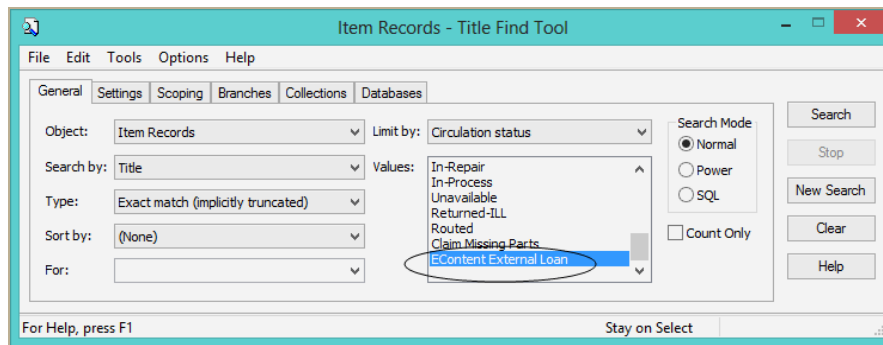 Item Records - Title Find Tool
File Edit Tools Options Help
General Settings Scoping Branches Collections Databases
Object: Item Records Limit by: Circulation status
Search by: Title Values:
Type: Exact match (implicitly truncated)
Sort by: (None)
For:
In-Repair
In-Process
Unavailable
Returned-ILL
Routed
Claim Missing Parts
EContent External Loan
Search Mode
Normal
Power
SQL
Count Only
Search
Stop
New Search
Clear
Help
For Help, press F1 Stay on Select